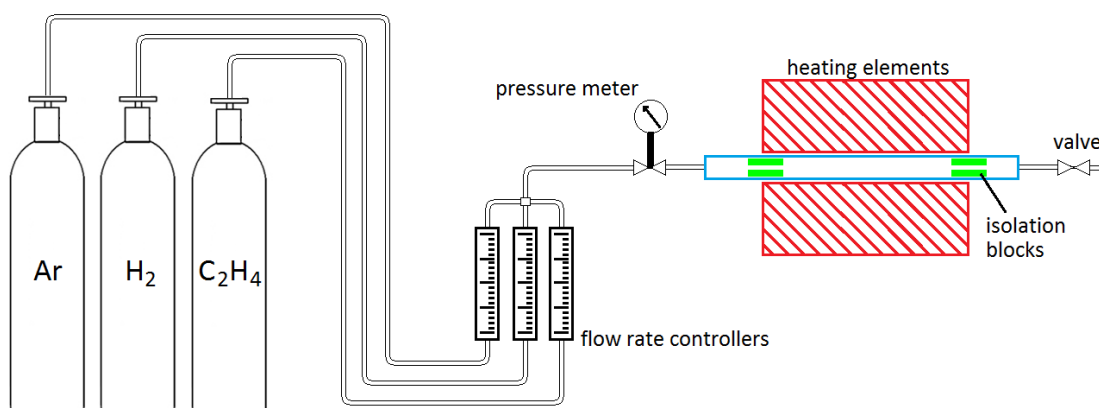 heating elements
pressure meter
valve
isolation
blocks
Ar
H₂
C₂H₄
flow rate controllers